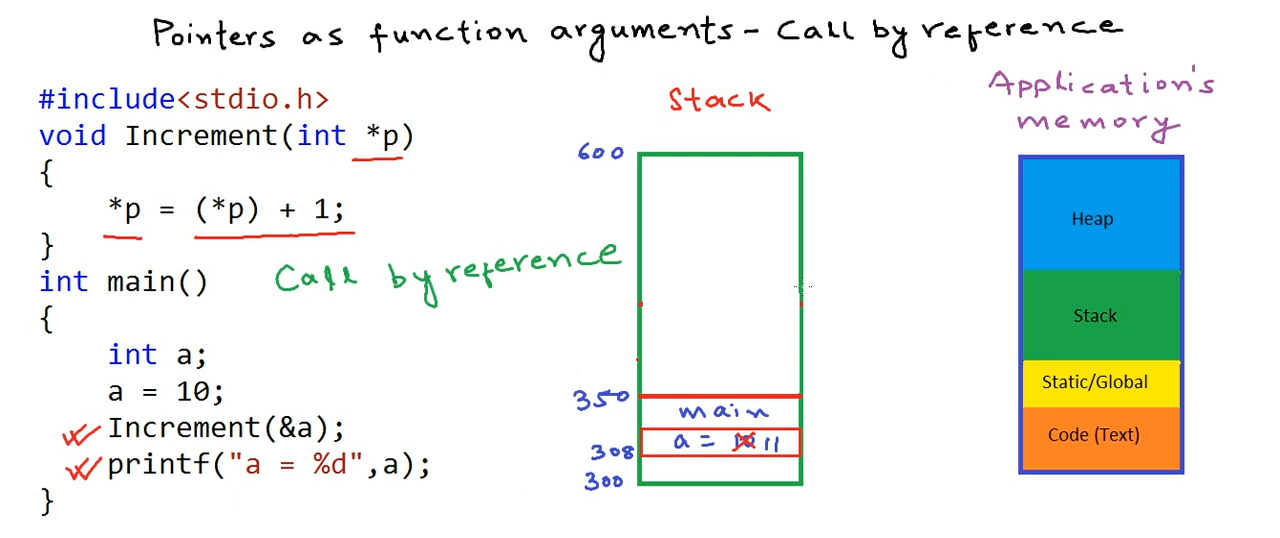 Pointers as function arguments - Call by reference
#include<stdio.h>
void Increment(int *p)
{
*p = (*p) + 1;
}
int main()
{
int a;
a = 10;
Increment(&a);
printf("a = %d",a);
}
Call by reference
Stack
600
350
main
a = 10 11
308
300
Application's
memory
Heap
Stack
Static/Global
Code (Text)